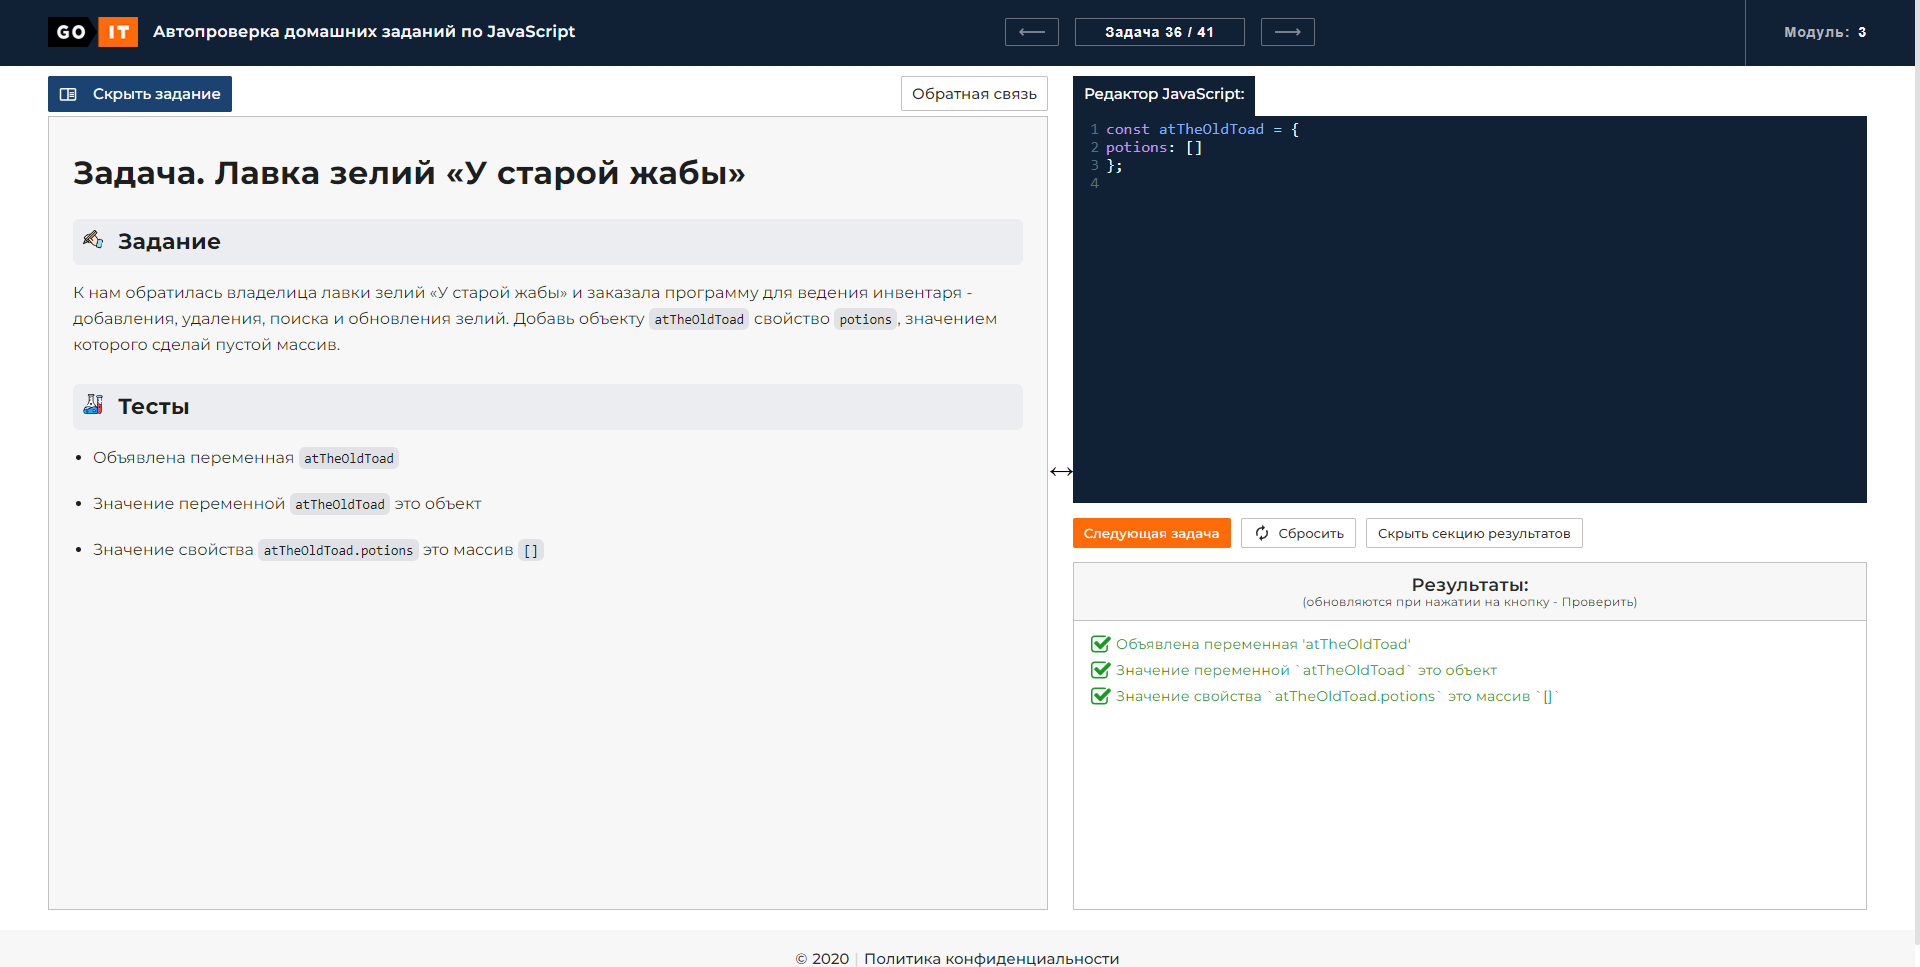 GO IT Автопроверка домашних заданий по JavaScript
Задача 36 / 41
Модуль: 3
Скрыть задание
Обратная связь
Задача. Лавка зелий «У старой жабы»
Задание
К нам обратилась владелица лавки зелий «У старой жабы» и заказала программу для ведения инвентаря -
добавления, удаления, поиска и обновления зелий. Добавь объекту atTheOldToad свойство potions, значением
которого сделай пустой массив.
Тесты
Объявлена переменная atTheOldToad
Значение переменной atTheOldToad это объект
Значение свойства atTheOldToad.potions это массив []
Редактор JavaScript:
1 const atTheOldToad = {
2 potions: []
3 };
4
Следующая задача
Сбросить
Скрыть секцию результатов
Результаты:
(обновляются при нажатии на кнопку - Проверить)
Объявлена переменная 'atTheOldToad'
Значение переменной `atTheOldToad` это объект
Значение свойства `atTheOldToad.potions` это массив `[]`
© 2020 | Политика конфиденциальности